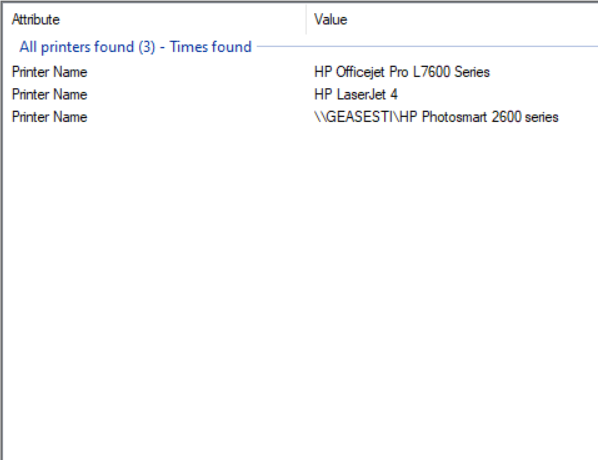 Attribute Value
All printers found (3) - Times found
Printer Name HP Officejet Pro L7600 Series
Printer Name HP LaserJet 4
Printer Name \\GEASESTI\HP Photosmart 2600 series